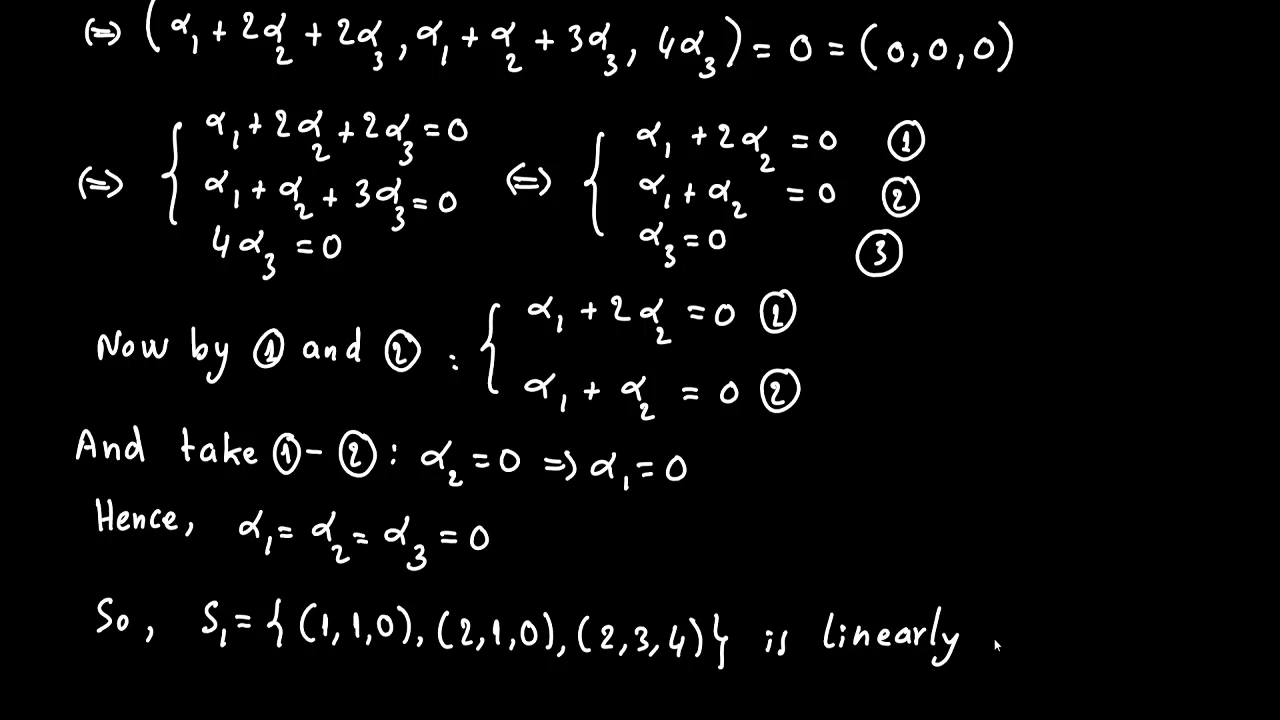 ⇔ (α₁ + 2α₂ + 2α₃, α₁ + α₂ + 3α₃, 4α₃) = 0 = (0, 0, 0)
⇔ { α₁ + 2α₂ + 2α₃ = 0 ⇔ { α₁ + 2α₂ = 0 ①
α₁ + α₂ + 3α₃ = 0 α₁ + α₂ = 0 ②
4α₃ = 0 α₃ = 0 ③
Now by ① and ② : { α₁ + 2α₂ = 0 ②
α₁ + α₂ = 0 ②
And take ① - ② : α₂ = 0 ⇒ α₁ = 0
Hence, α₁ = α₂ = α₃ = 0
So, S₁ = { (1, 1, 0), (2, 1, 0), (2, 3, 4) } is linearly